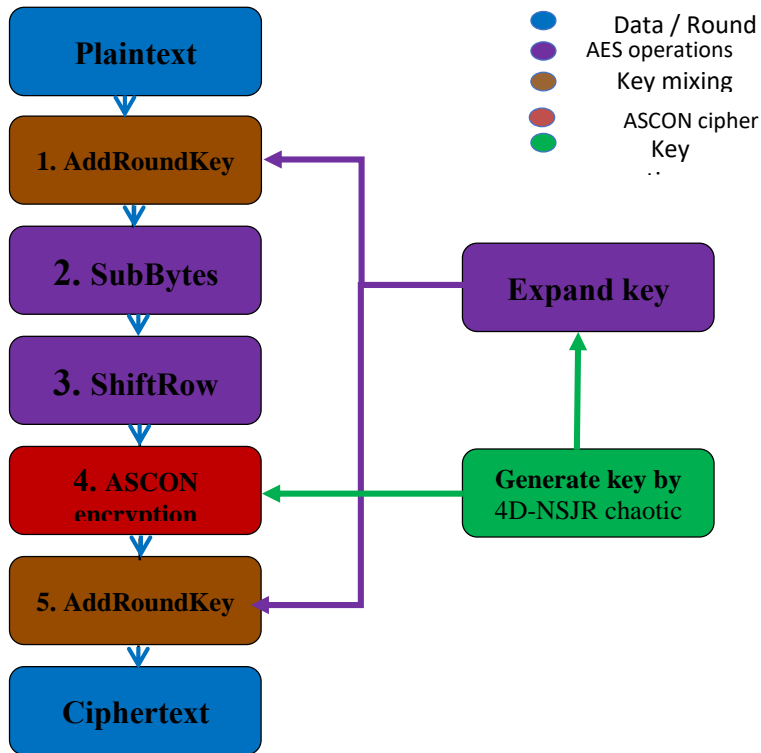 Plaintext
1. AddRoundKey
2. SubBytes
3. ShiftRow
4. ASCON
encryption
5. AddRoundKey
Ciphertext
Data / Round
AES operations
Key mixing
ASCON cipher
Key
Expand key
Generate key by
4D-NSJR chaotic